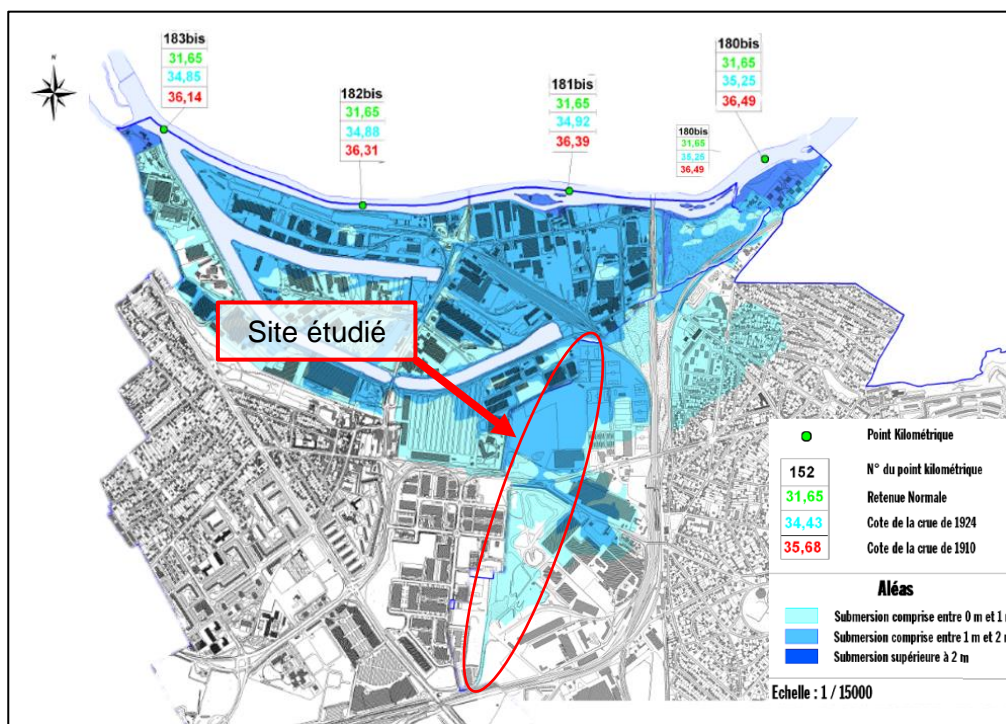 183bis
31,65
34,85
36,14
182bis
31,65
34,88
36,31
181bis
31,65
34,92
36,39
180bis
31,65
35,25
36,49
180bis
31,65
35,25
36,49
N
Site étudié
Point Kilométrique
152
N° du point kilométrique
31,65
Retenue Normale
34,43
Cote de la crue de 1924
35,68
Cote de la crue de 1910
Aléas
Submersion comprise entre 0 m et 1
Submersion comprise entre 1 m et 2
Submersion supérieure à 2 m
Echelle : 1 / 15000